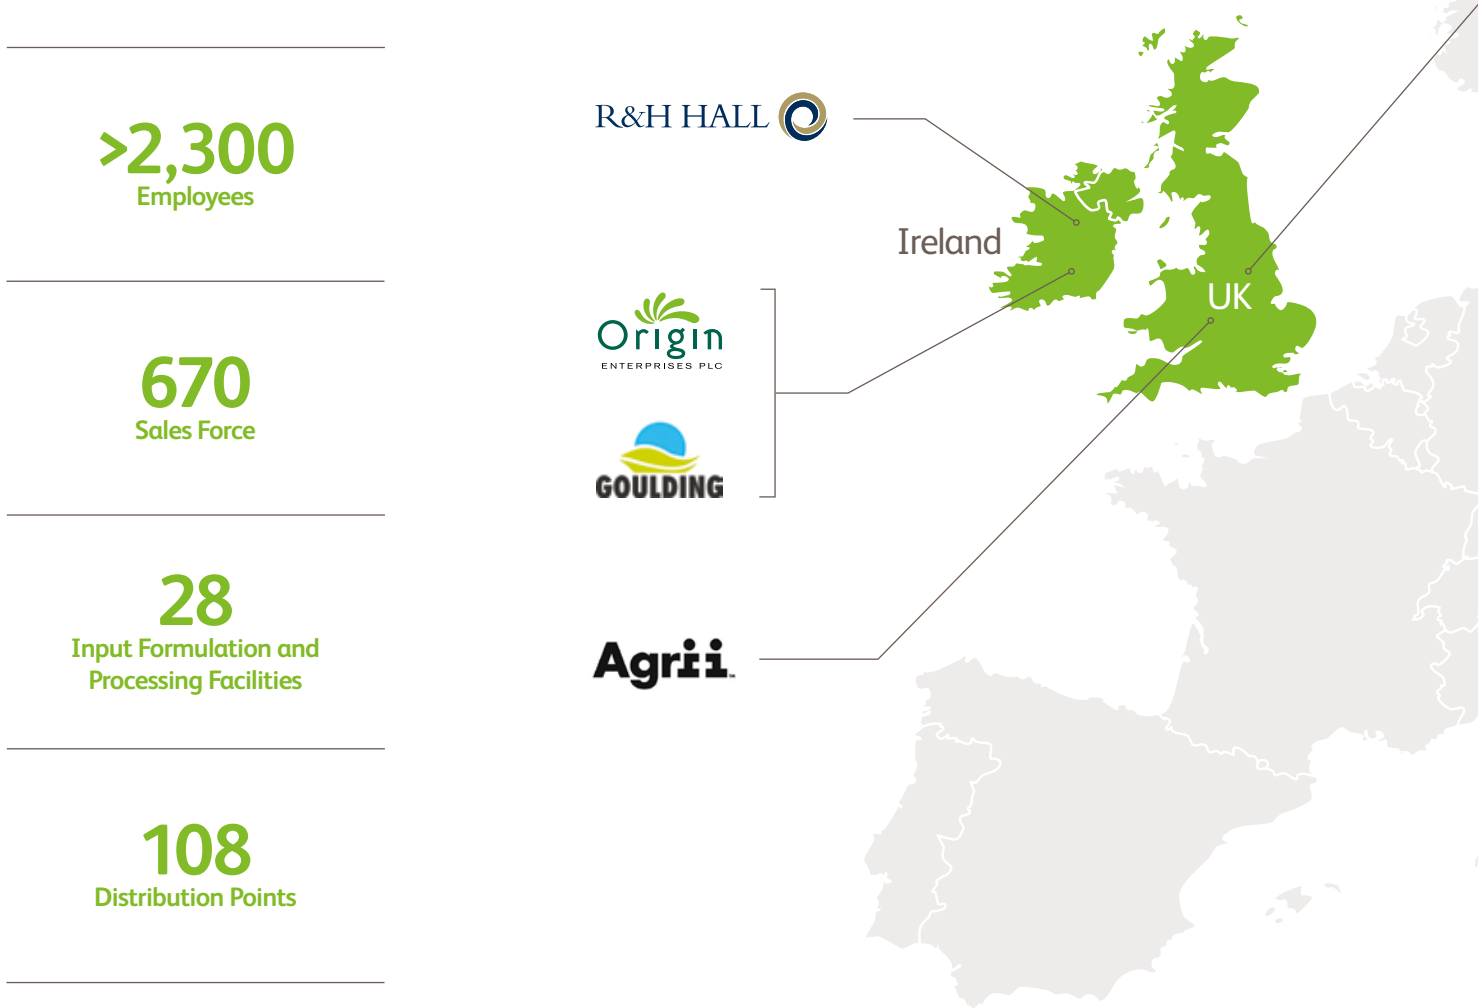 >2,300
Employees
670
Sales Force
28
Input Formulation and
Processing Facilities
108
Distribution Points
R&H HALL
Origin
ENTERPRISES PLC
GOULDING
Agrii
Ireland
UK